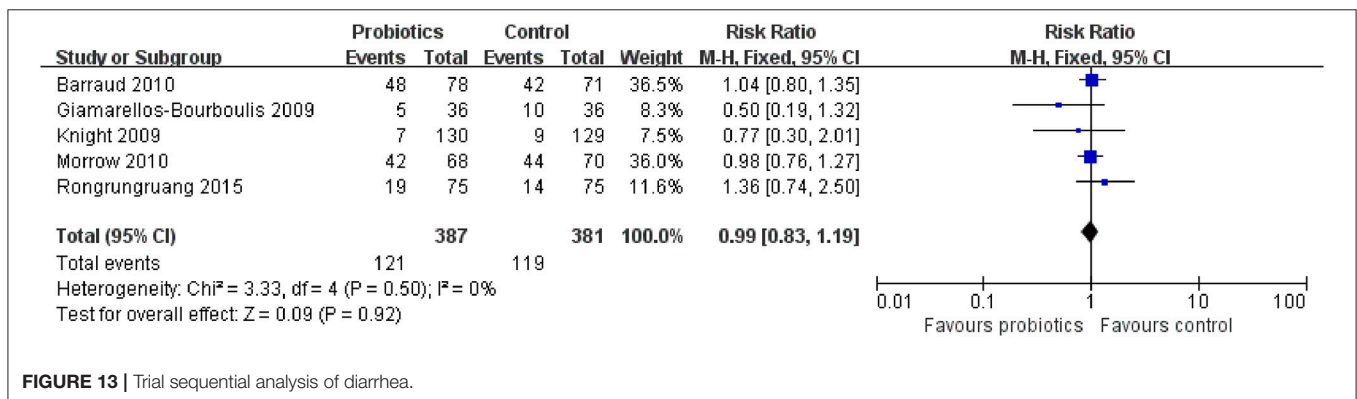 Probiotics Control Risk Ratio Risk Ratio
Study or Subgroup Events Total Events Total Weight M-H, Fixed, 95% CI M-H, Fixed, 95% CI
Barraud 2010 48 78 42 71 36.5% 1.04 [0.80, 1.35]
Giamarellos-Bourboulis 2009 5 36 10 36 8.3% 0.50 [0.19, 1.32]
Knight 2009 7 130 9 129 7.5% 0.77 [0.30, 2.01]
Morrow 2010 42 68 44 70 36.0% 0.98 [0.76, 1.27]
Rongrungruang 2015 19 75 14 75 11.6% 1.36 [0.74, 2.50]
Total (95% CI) 387 381 100.0% 0.99 [0.83, 1.19]
Total events 121 119
Heterogeneity: Chi² = 3.33, df = 4 (P = 0.50); I² = 0%
Test for overall effect: Z = 0.09 (P = 0.92)
0.01 0.1 1 10 100
Favours probiotics Favours control
FIGURE 13 | Trial sequential analysis of diarrhea.